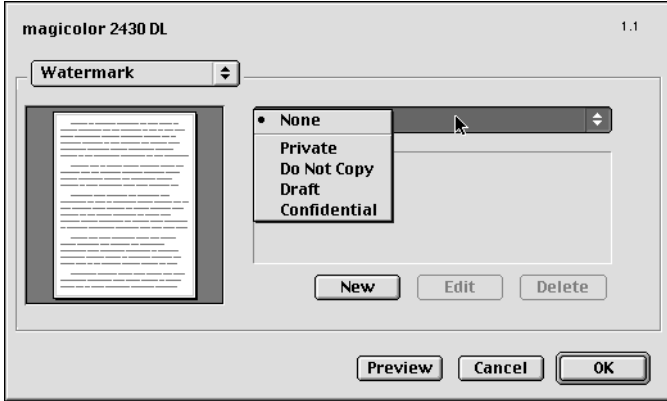 magicolor 2430 DL
1.1
Watermark
None
Private
Do Not Copy
Draft
Confidential
New
Edit
Delete
Preview
Cancel
OK